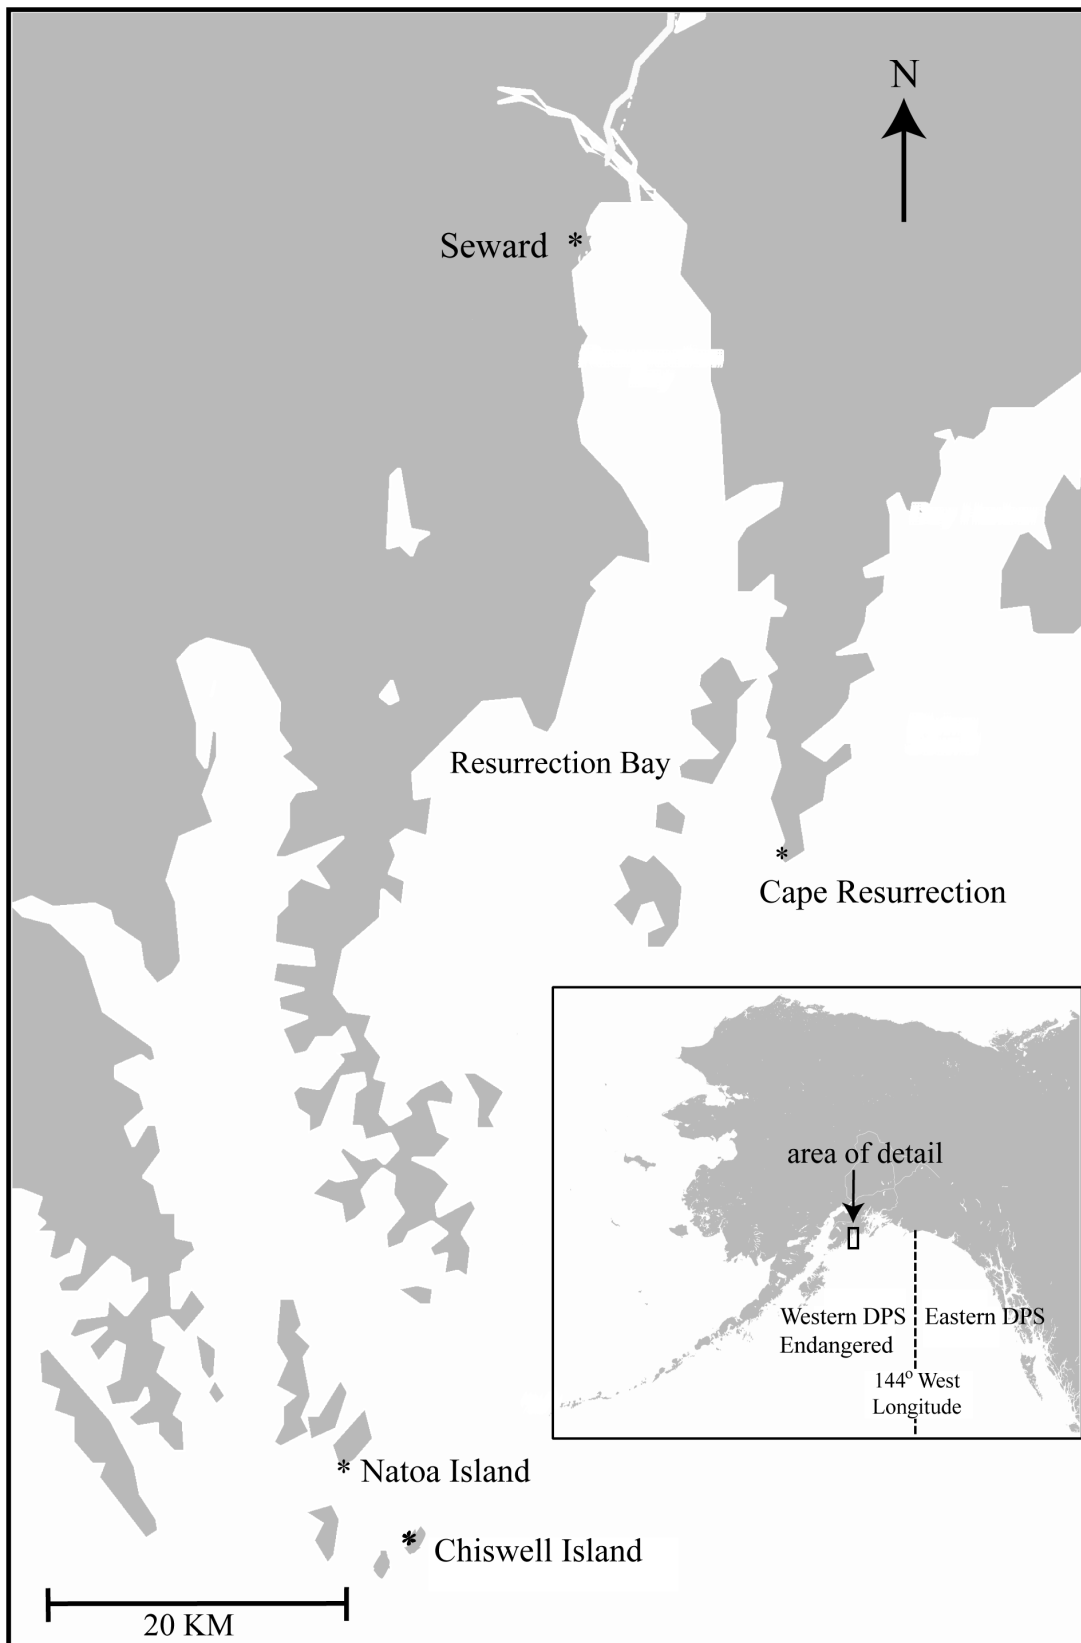 N
Seward *
Resurrection Bay
*
Cape Resurrection
area of detail
Western DPS
Endangered
Eastern DPS
144° West
Longitude
* Natoa Island
* Chiswell Island
20 KM